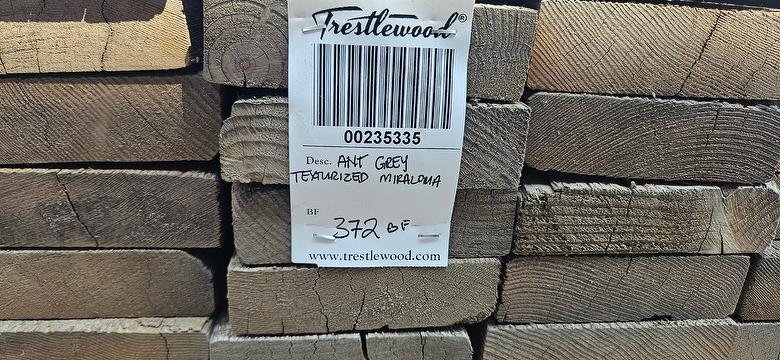 Trestlewood®
00235335
Desc. ANT GREY
TEXTURIZED MIRALOMA
BF
372 BF
www.trestlewood.com